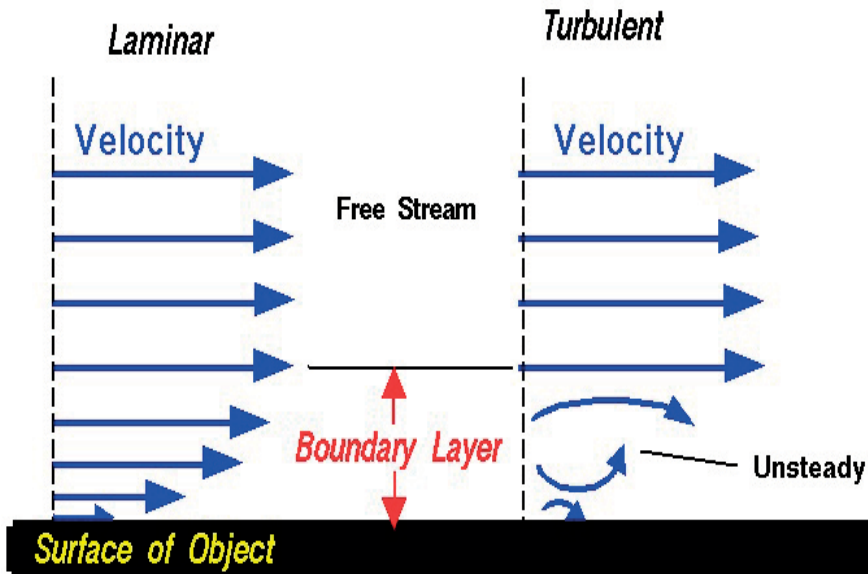 Laminar
Turbulent
Velocity
Velocity
Free Stream
Boundary Layer
Unsteady
Surface of Object